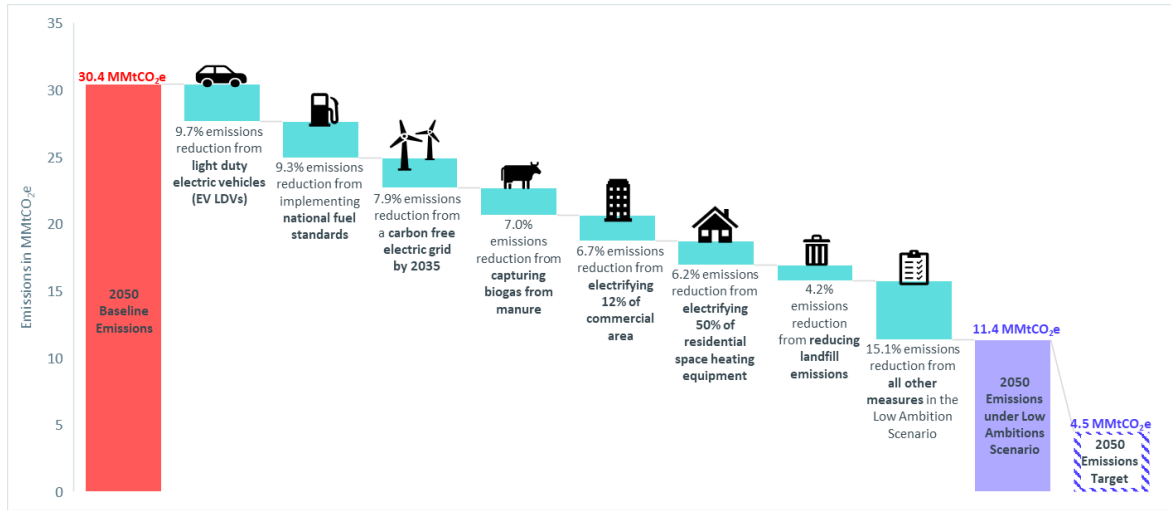 Emissions in MMtCO₂e
35
30
25
20
15
10
5
0
30.4 MMtCO₂e
2050
Baseline
Emissions
9.7% emissions
reduction from
light duty
electric vehicles
(EV LDVs)
9.3% emissions
reduction from
implementing
national fuel
standards
7.9% emissions
reduction from
a carbon free
electric grid
by 2035
7.0%
emissions
reduction from
capturing
biogas from
manure
6.7% emissions
reduction from
electrifying
12% of
commercial
area
6.2% emissions
reduction from
electrifying
50% of
residential
space heating
equipment
4.2%
emissions
reduction
from reducing
landfill
emissions
15.1% emissions
reduction from
all other
measures in the
Low Ambition
Scenario
11.4 MMtCO₂e
2050
Emissions
under Low
Ambitions
Scenario
4.5 MMtCO₂e
2050
Emissions
Target